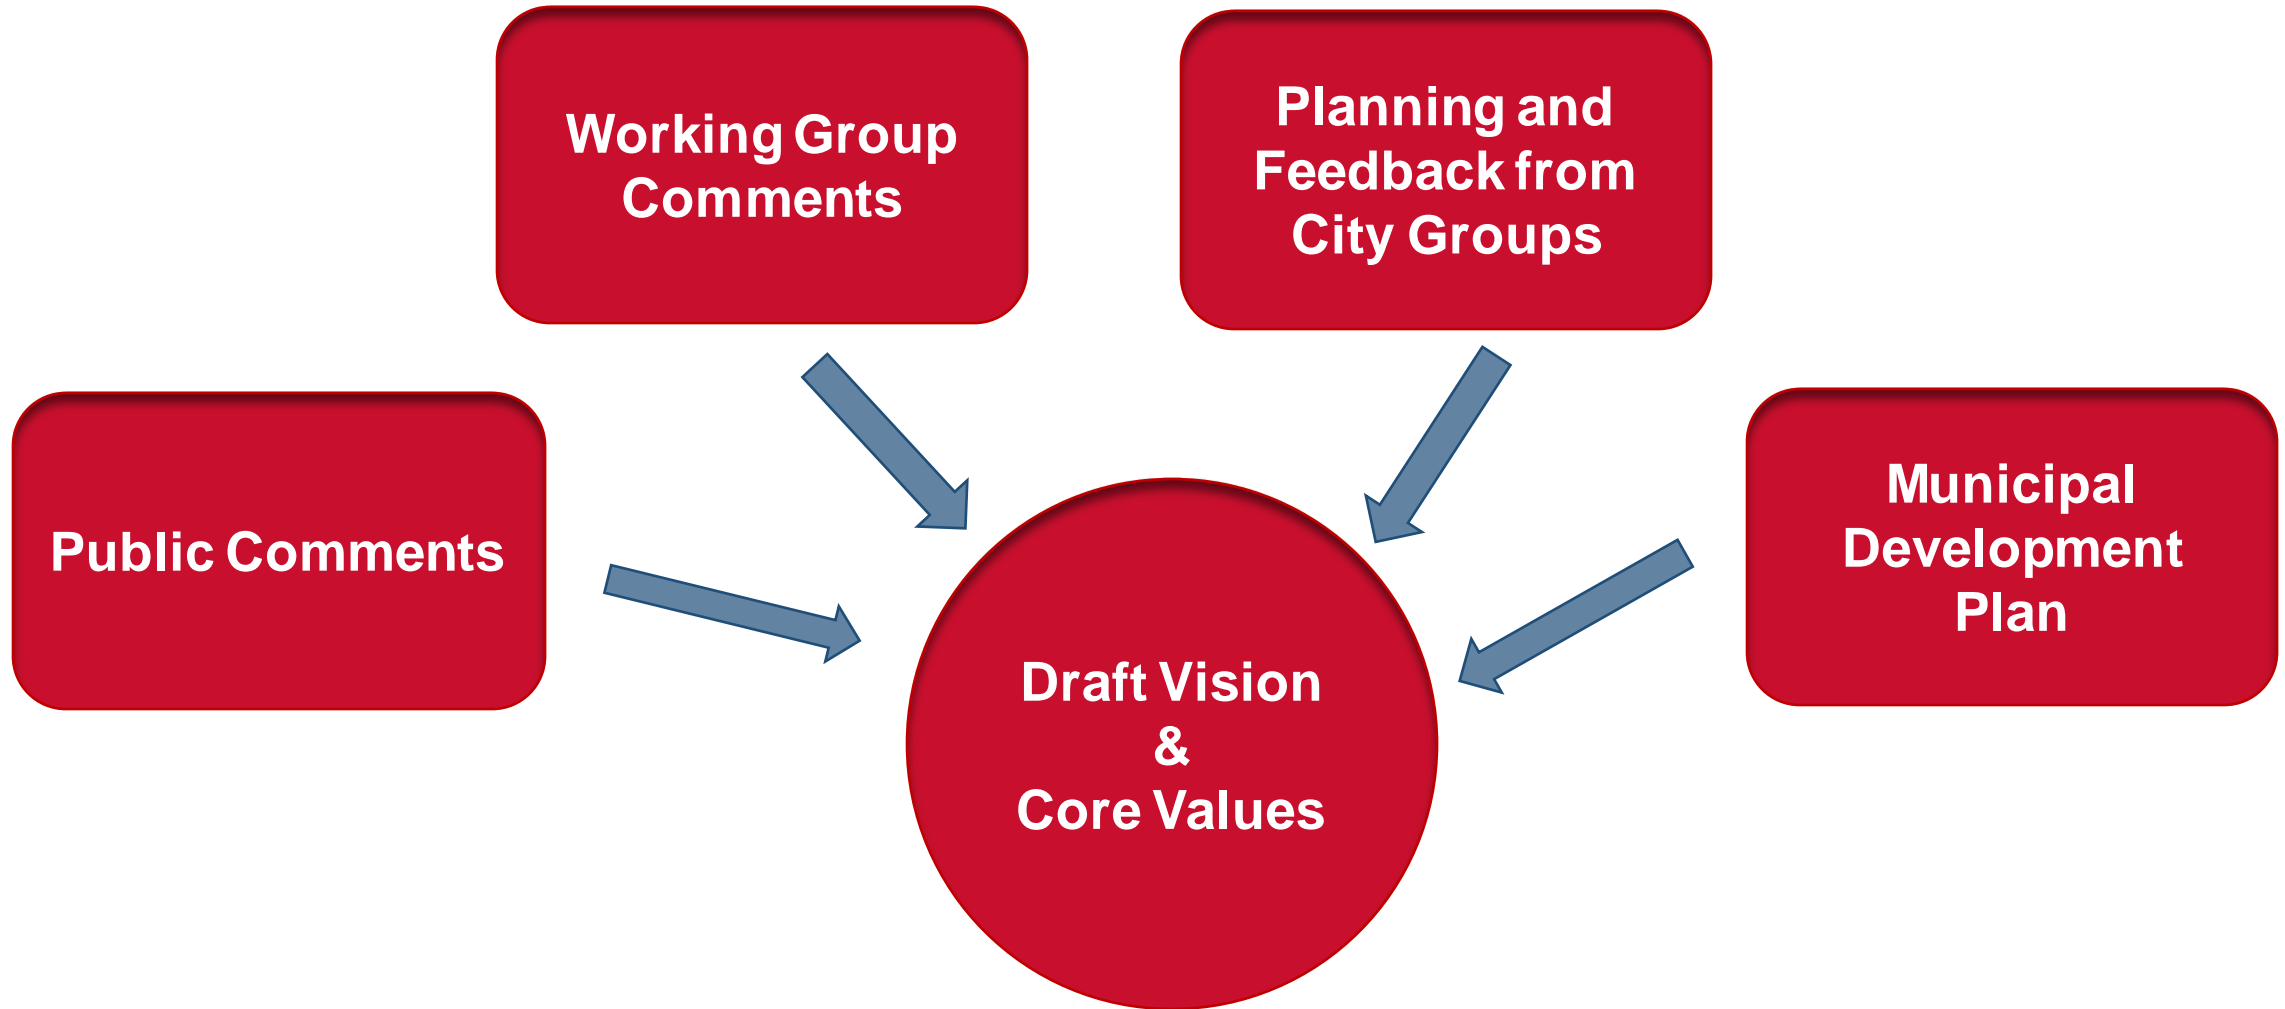 Working Group
Comments
Planning and
Feedback from
City Groups
Public Comments
Municipal
Development
Plan
Draft Vision
&
Core Values